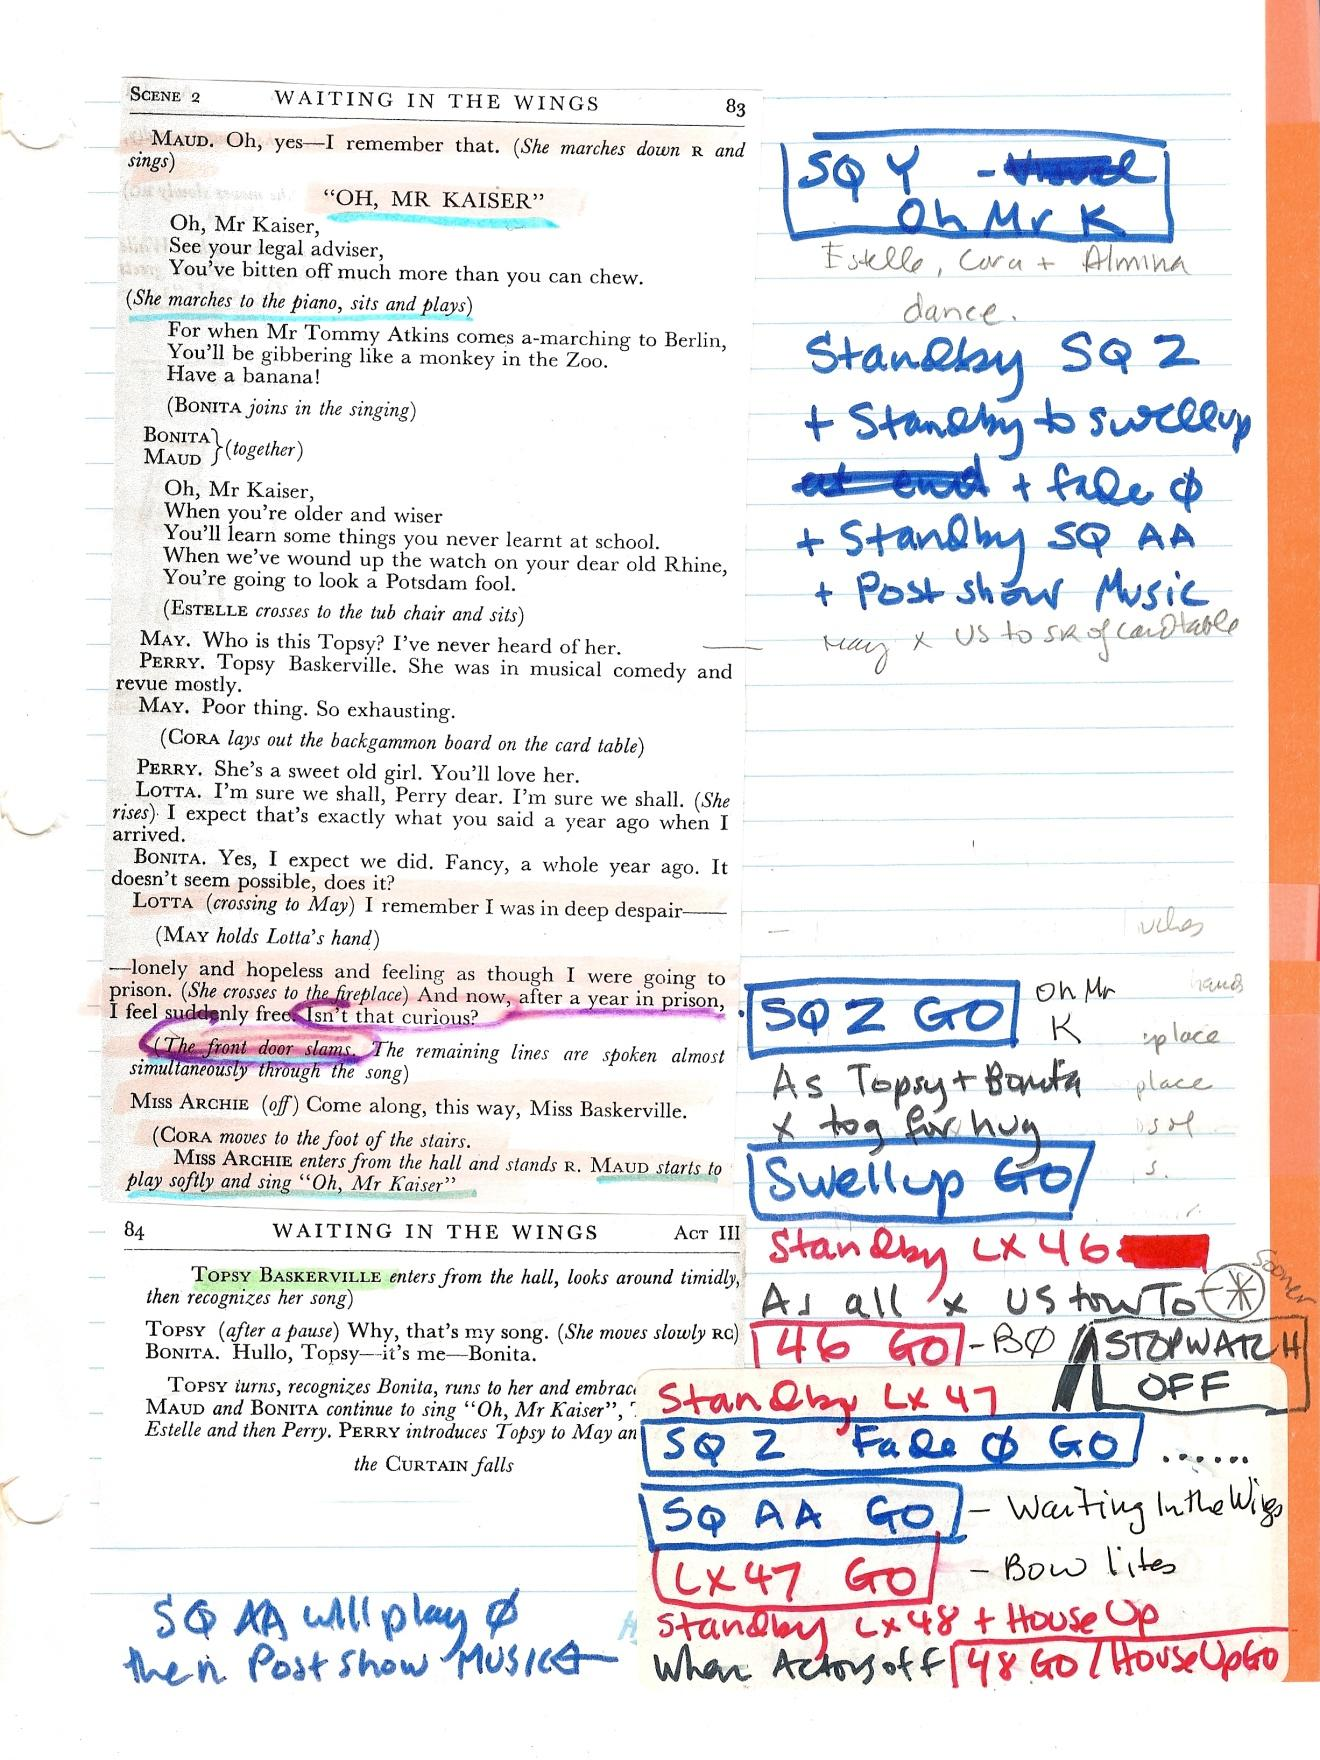 SCENE 2 WAITING IN THE WINGS 83
MAUD. Oh, yes—I remember that. (She marches down R and
sings)
“OH, MR KAISER”
Oh, Mr Kaiser,
See your legal adviser,
You've bitten off much more than you can chew.
(She marches to the piano, sits and plays)
For when Mr Tommy Atkins comes a-marching to Berlin,
You'll be gibbering like a monkey in the Zoo.
Have a banana!
(BONITA joins in the singing)
BONITA
MAUD } (together)
Oh, Mr Kaiser,
When you're older and wiser
You'll learn some things you never learnt at school.
When we've wound up the watch on your dear old Rhine,
You're going to look a Potsdam fool.
(ESTELLE crosses to the tub chair and sits)
MAY. Who is this Topsy? I've never heard of her.
PERRY. Topsy Baskerville. She was in musical comedy and
revue mostly.
MAY. Poor thing. So exhausting.
(CORA lays out the backgammon board on the card table)
PERRY. She's a sweet old girl. You'll love her.
LOTTA. I'm sure we shall, Perry dear. I'm sure we shall. (She
rises) I expect that's exactly what you said a year ago when I
arrived.
BONITA. Yes, I expect we did. Fancy, a whole year ago. It
doesn't seem possible, does it?
LOTTA (crossing to May) I remember I was in deep despair——
(MAY holds Lotta's hand)
—lonely and hopeless and feeling as though I were going to
prison. (She crosses to the fireplace) And now, after a year in prison,
I feel suddenly free. Isn't that curious?
(The front door slams. The remaining lines are spoken almost
simultaneously through the song)
MISS ARCHIE (off) Come along, this way, Miss Baskerville.
(CORA moves to the foot of the stairs.
MISS ARCHIE enters from the hall and stands R. MAUD starts to
play softly and sing “Oh, Mr Kaiser”
84 WAITING IN THE WINGS ACT III
TOPSY BASKERVILLE enters from the hall, looks around timidly,
then recognizes her song)
TOPSY (after a pause) Why, that's my song. (She moves slowly RC)
BONITA. Hullo, Topsy—it's me—Bonita.
TOPSY turns, recognizes Bonita, runs to her and embrac
MAUD and BONITA continue to sing “Oh, Mr Kaiser”,
Estelle and then Perry. PERRY introduces Topsy to May an
the CURTAIN falls
SQ Y -
Oh Mr K
Estelle, Cora + Almina
dance.
Standby SQ Z
+ Standby to swell up
+ fade Ø
+ Standby SQ AA
+ Post show Music
May x US to SR of card table
SQ Z GO Oh Mr
K
As Topsy + Bonita
x tog for hug
Swell up GO
Standby LX 46
As all x US tow To
sooner
46 GO - BØ STOPWATCH
OFF
Standby LX 47
SQ Z Fade Ø GO ......
SQ AA GO - Waiting In the Wigs
LX 47 GO - Bow lites
Standby LX 48 + House Up
When Actors off 48 GO / House Up GO
SQ AA will play Ø
then Post show MUSIC
hands
place
place